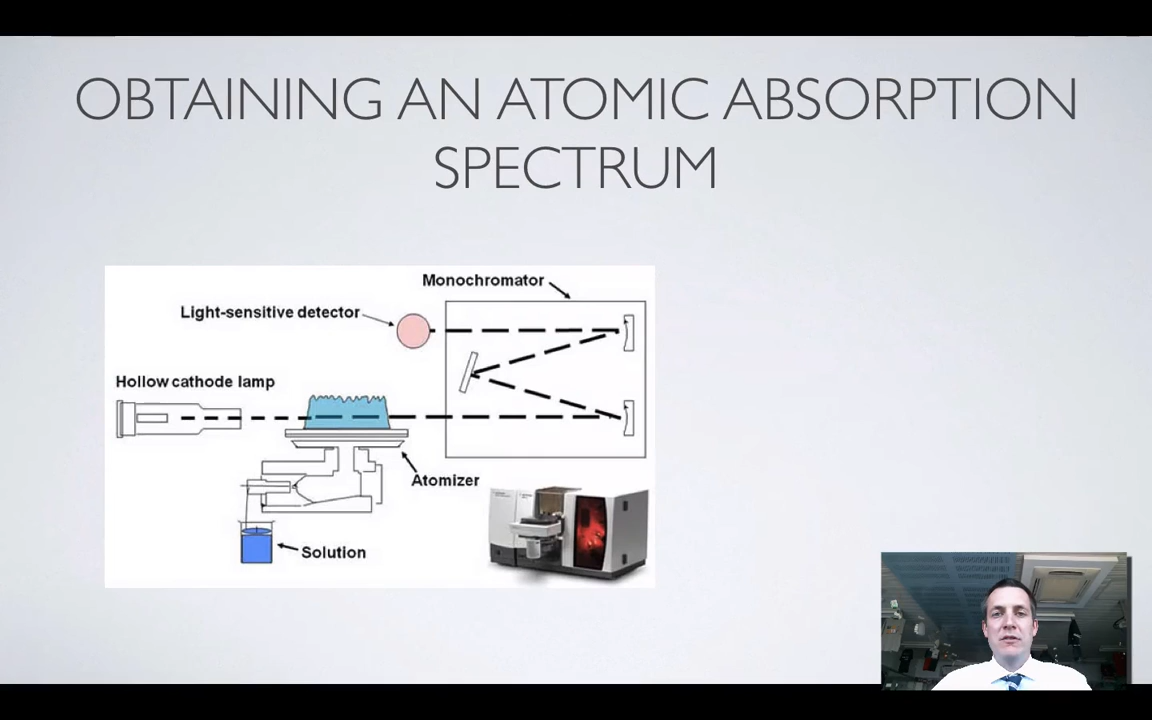 OBTAINING AN ATOMIC ABSORPTION
SPECTRUM
Monochromator
Light-sensitive detector
Hollow cathode lamp
Atomizer
Solution